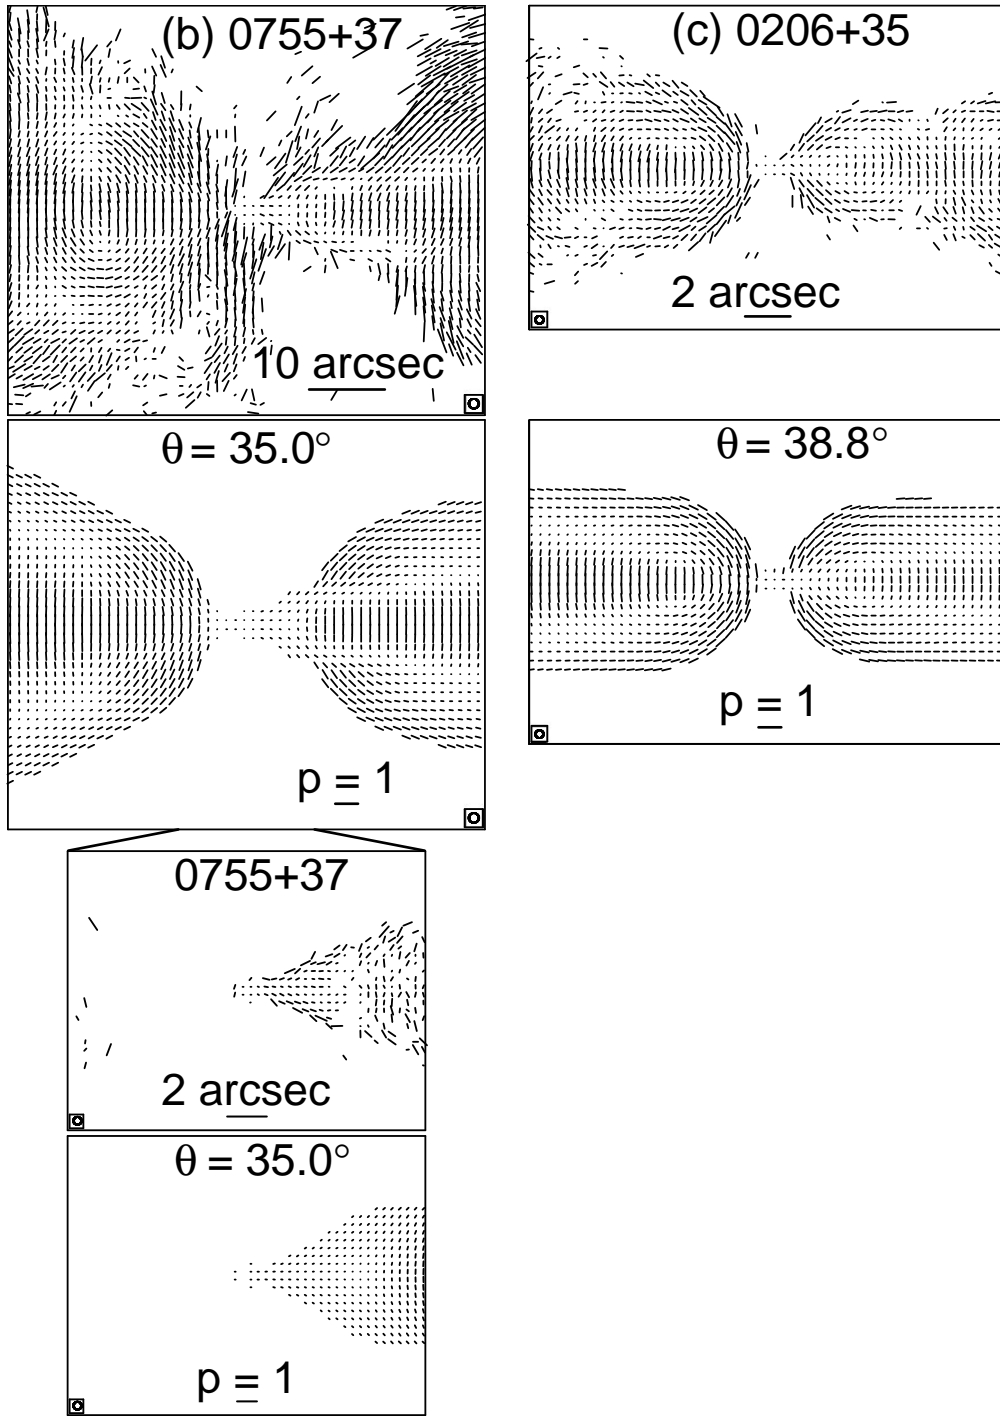 (b) 0755+37
10 arcsec
θ = 35.0°
p = 1
0755+37
2 arcsec
θ = 35.0°
p = 1
(c) 0206+35
2 arcsec
θ = 38.8°
p = 1